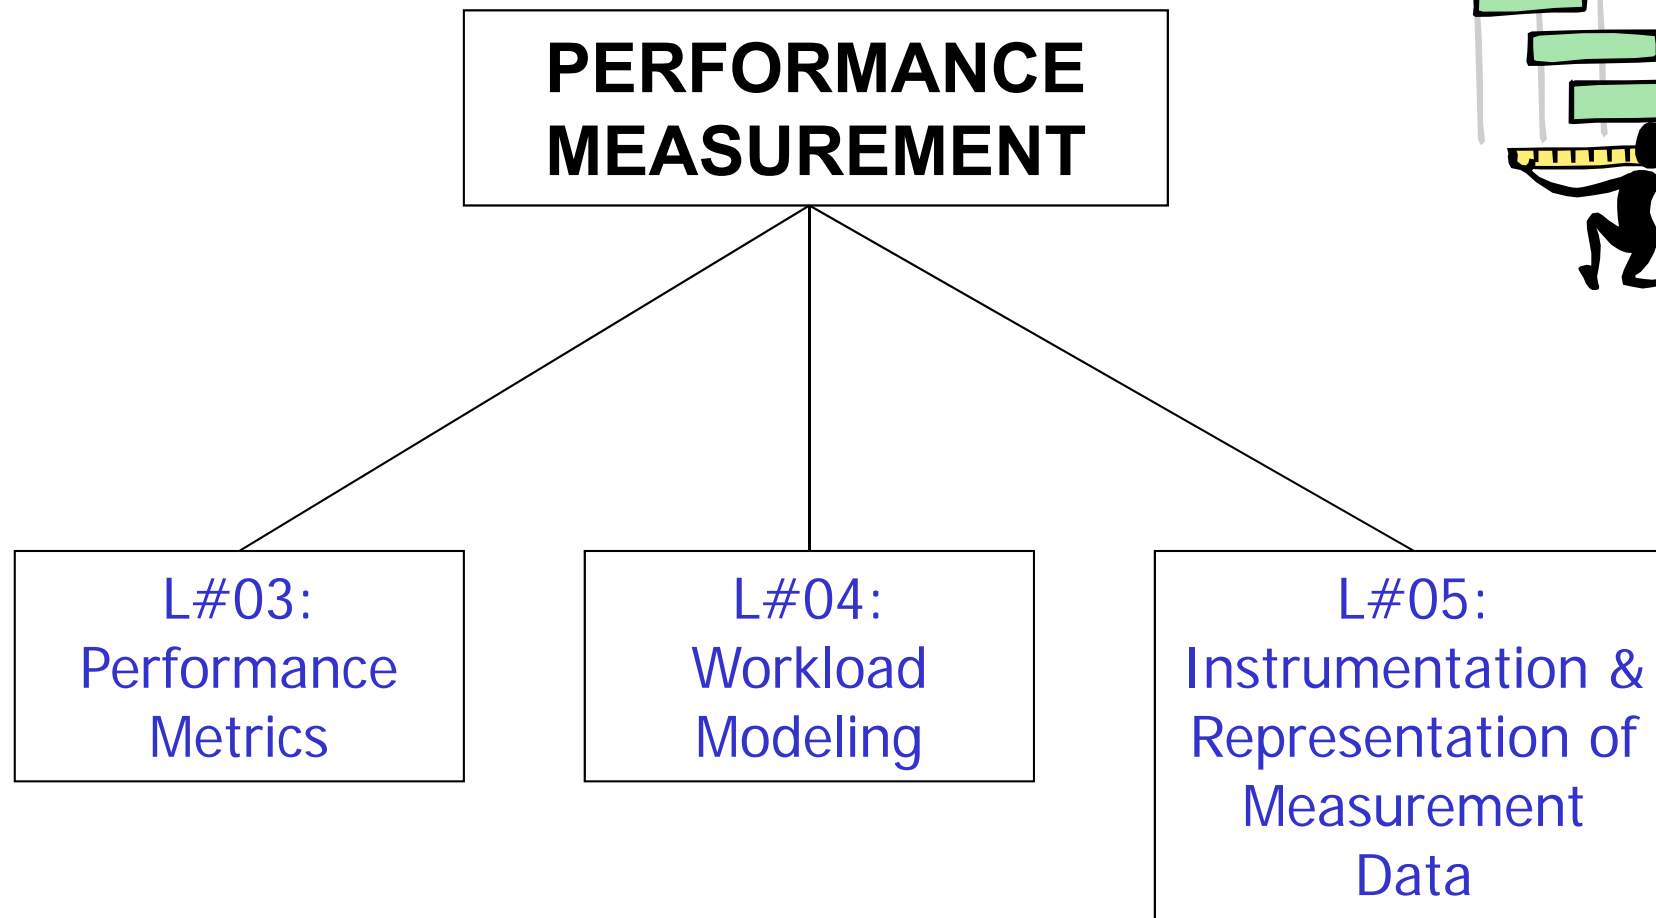 PERFORMANCE
MEASUREMENT
L#03:
Performance
Metrics
L#04:
Workload
Modeling
L#05:
Instrumentation &
Representation of
Measurement
Data